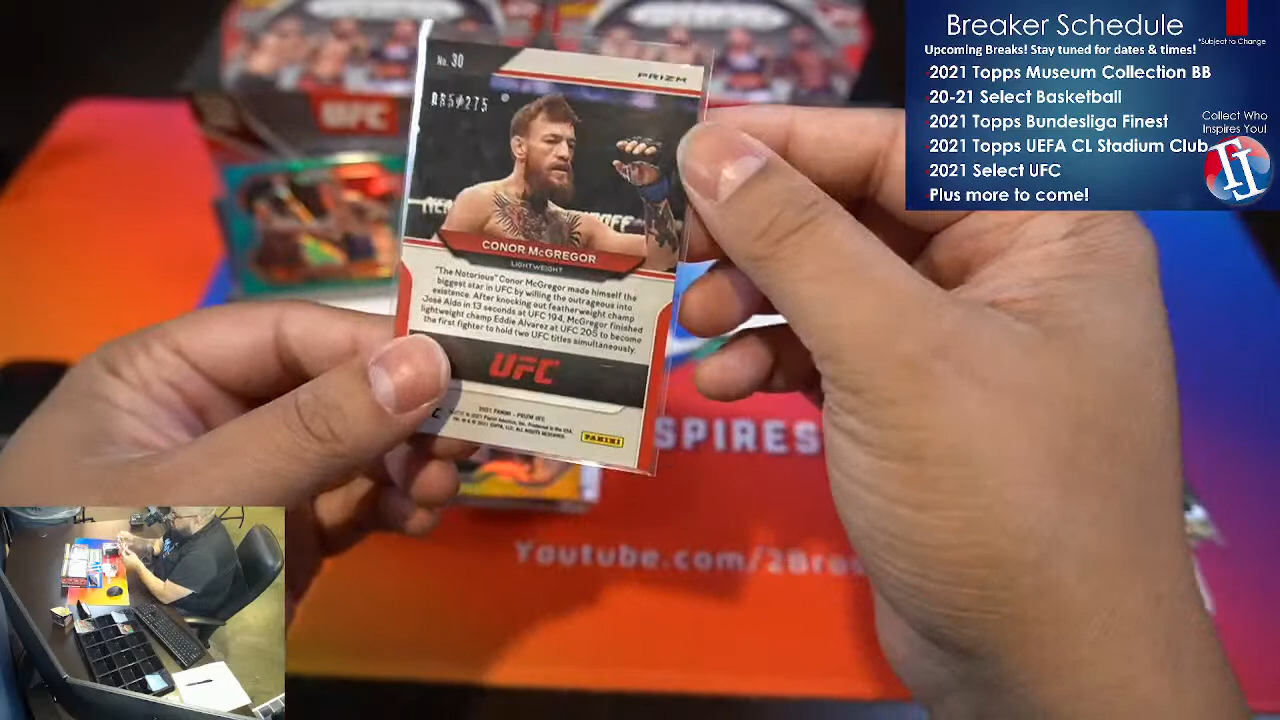 Breaker Schedule
*Subject to Change
Upcoming Breaks! Stay tuned for dates & times!
2021 Topps Museum Collection BB
20-21 Select Basketball
2021 Topps Bundesliga Finest
2021 Topps UEFA CL Stadium Club
2021 Select UFC
Plus more to come!
Collect Who
Inspires You!
No. 30
PRIZM
UFC
CONOR McGREGOR
LIGHTWEIGHT
"The Notorious" Conor McGregor made himself the
biggest star in UFC by willing the outrageous into
existence. After knocking out featherweight champ
José Aldo in 13 seconds at UFC 194, McGregor finished
lightweight champ Eddie Alvarez at UFC 205 to become
the first fighter to hold two UFC titles simultaneously.
UFC
2021 PANINI - PRIZM UFC
PANINI
SPIRES
Youtube.com/2Bro